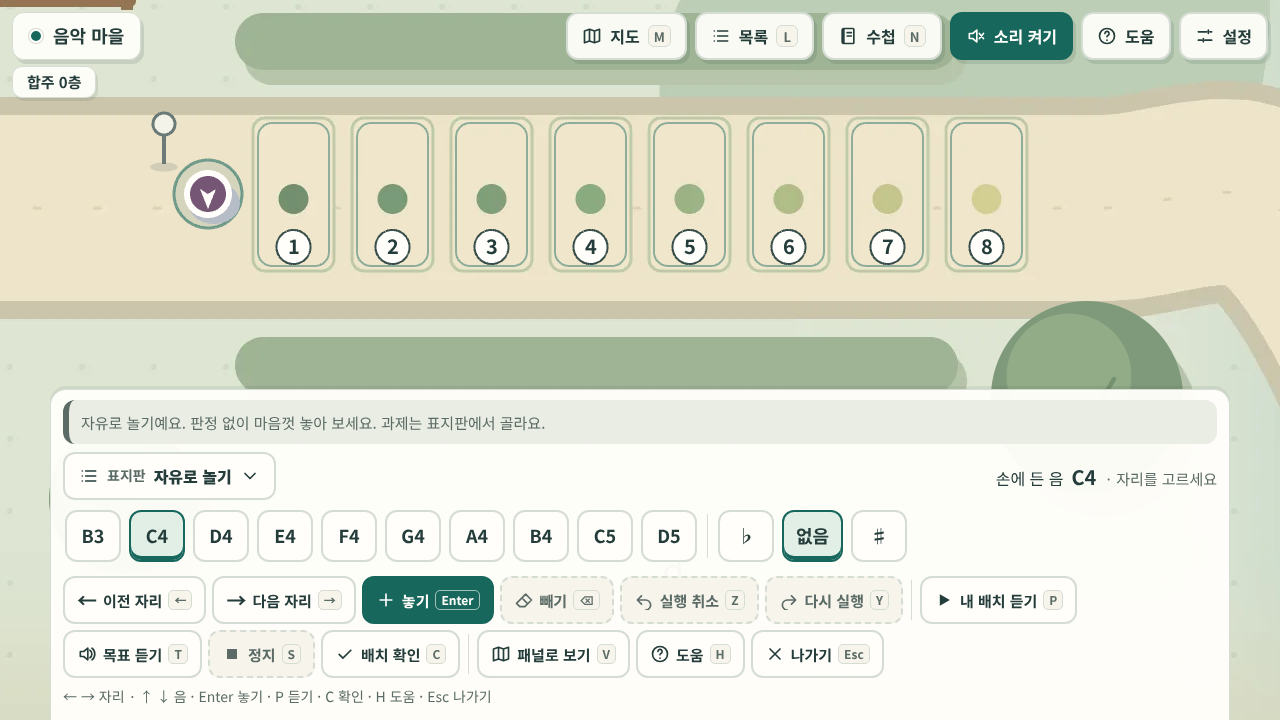 음악 마을
지도 M
목록 L
수첩 N
소리 켜기
도움
설정
합주 0층
1 2 3 4 5 6 7 8
자유로 놀기예요. 판정 없이 마음껏 놓아 보세요. 과제는 표지판에서 골라요.
표지판 자유로 놀기
손에 든 음 C4 · 자리를 고르세요
B3 C4 D4 E4 F4 G4 A4 B4 C5 D5 ♭ 없음 ♯
← 이전 자리 ← → 다음 자리 → + 놓기 Enter 빼기 ⌫ 실행 취소 Z 다시 실행 Y 내 배치 듣기 P
목표 듣기 T 정지 S 배치 확인 C 패널로 보기 V 도움 H 나가기 Esc
← → 자리 · ↑ ↓ 음 · Enter 놓기 · P 듣기 · C 확인 · H 도움 · Esc 나가기